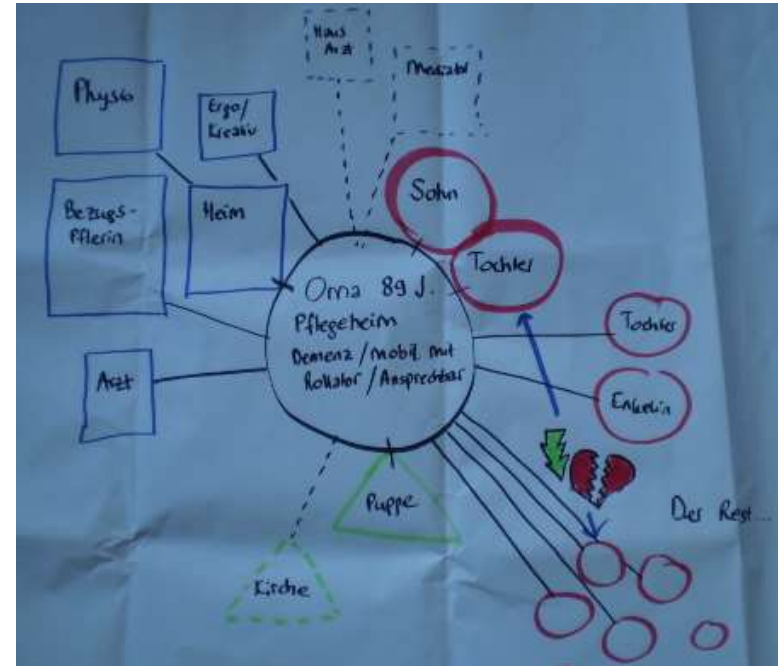 Haus
Arzt
Mediator
Physio
Ergo/
Kreativ
Sohn
Bezugs-
Pflerin
Heim
Tochter
Oma 89 J.
Pflegeheim
Demenz/mobil mit
Rollator/Ansprechbar
Tochter
Arzt
Enkelin
Puppe
Der Rest...
Kirche